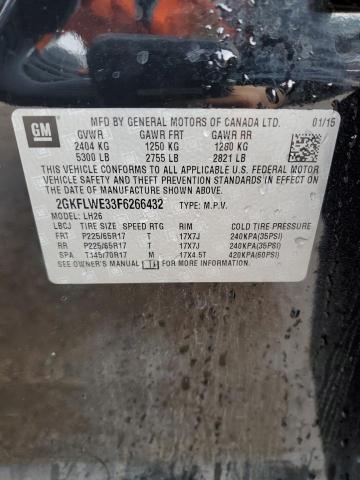 GM
MFD BY GENERAL MOTORS OF CANADA LTD. 01/15
GVWR GAWR FRT GAWR RR
2404 KG 1250 KG 1280 KG
5300 LB 2755 LB 2821 LB
THIS VEHICLE CONFORMS TO ALL APPLICABLE U.S. FEDERAL MOTOR
VEHICLE SAFETY, BUMPER, AND THEFT PREVENTION STANDARDS IN EFFECT
ON THE DATE OF MANUFACTURE SHOWN ABOVE.
2GKFLWE33F6266432 TYPE: M.P.V.
MODEL: LH26
LBCJ TIRE SIZE SPEED RTG RIM COLD TIRE PRESSURE
FRT P225/65R17 T 17X7J 240KPA(35PSI)
RR P225/65R17 T 17X7J 240KPA(35PSI)
SPA T145/70R17 M 17X4.5T 420KPA(60PSI)
SEE OWNER'S MANUAL FOR ADDITIONAL INFORMATION.